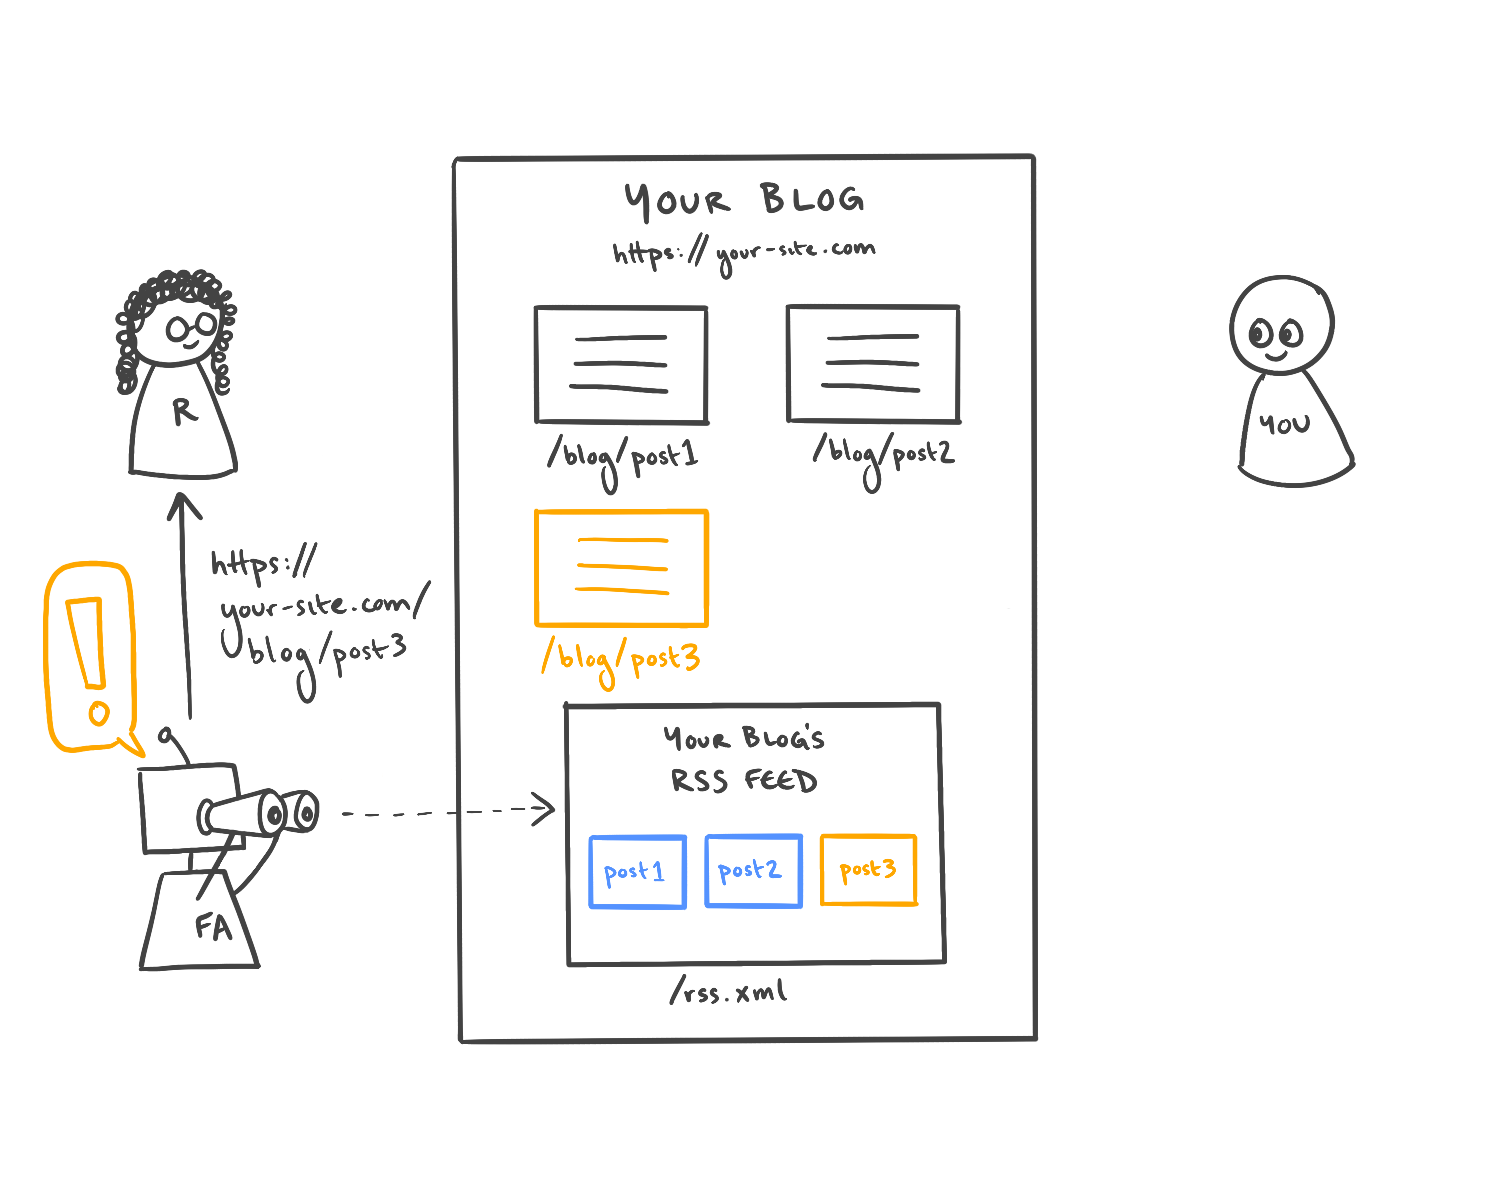 YOUR BLOG
https://your-site.com
/blog/post1
/blog/post2
/blog/post3
YOUR BLOG'S
RSS FEED
post1
post2
post3
/rss.xml
R
https://
your-site.com/
blog/post3
!
FA
YOU